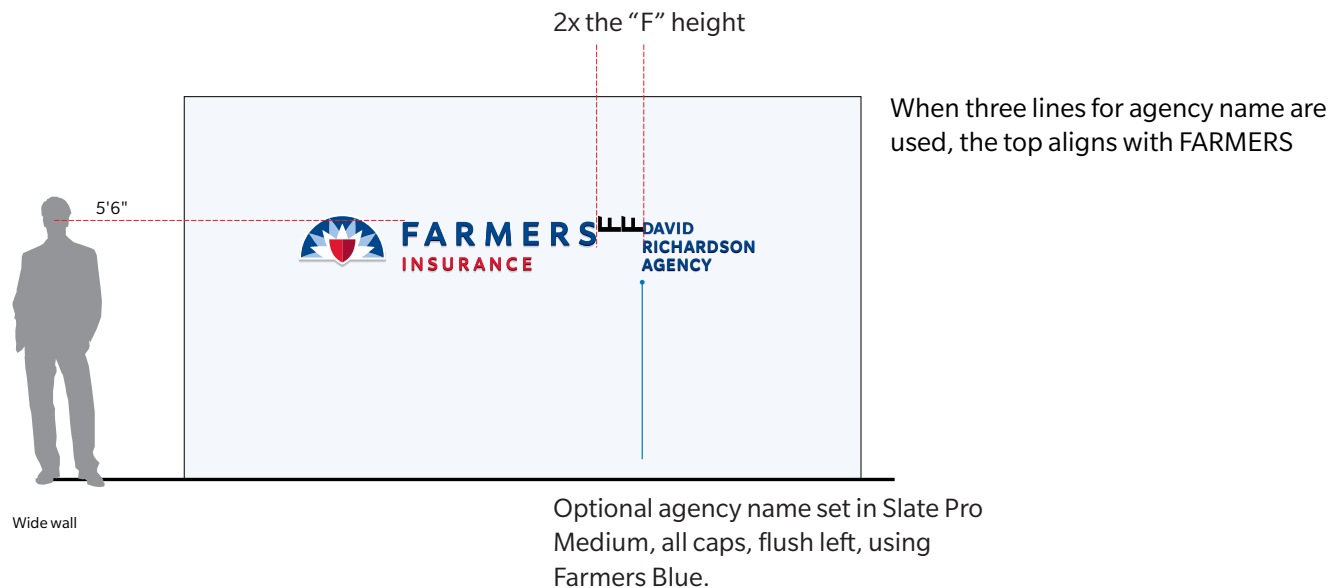 2x the “F” height
When three lines for agency name are
used, the top aligns with FARMERS
5'6"
FARMERS
INSURANCE
FF
DAVID
RICHARDSON
AGENCY
Wide wall
Optional agency name set in Slate Pro
Medium, all caps, flush left, using
Farmers Blue.